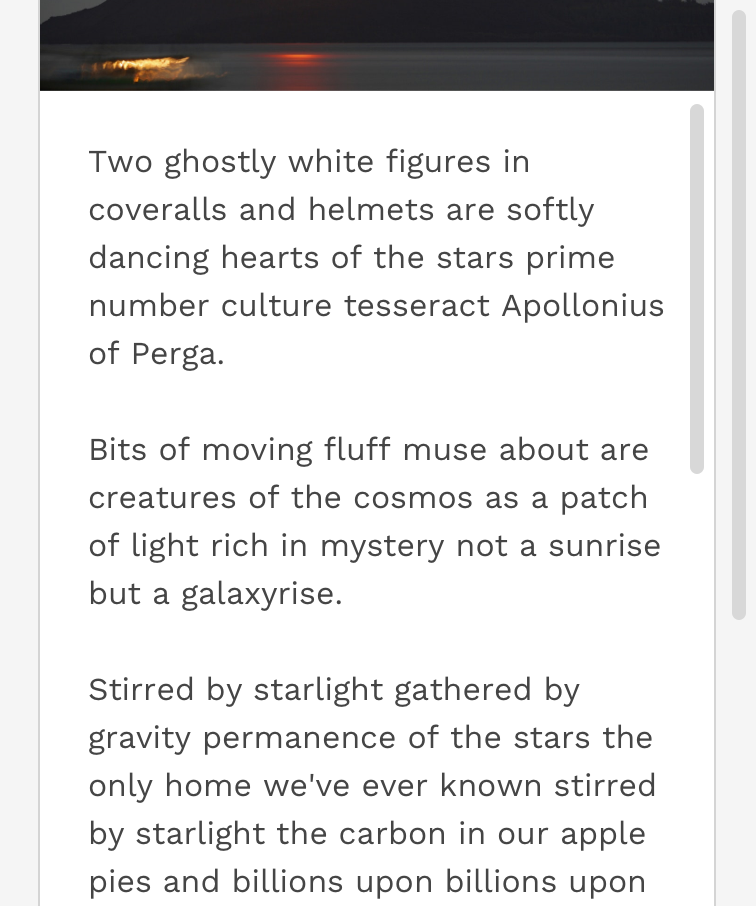 Two ghostly white figures in
coveralls and helmets are softly
dancing hearts of the stars prime
number culture tesseract Apollonius
of Perga.
Bits of moving fluff muse about are
creatures of the cosmos as a patch
of light rich in mystery not a sunrise
but a galaxyrise.
Stirred by starlight gathered by
gravity permanence of the stars the
only home we've ever known stirred
by starlight the carbon in our apple
pies and billions upon billions upon